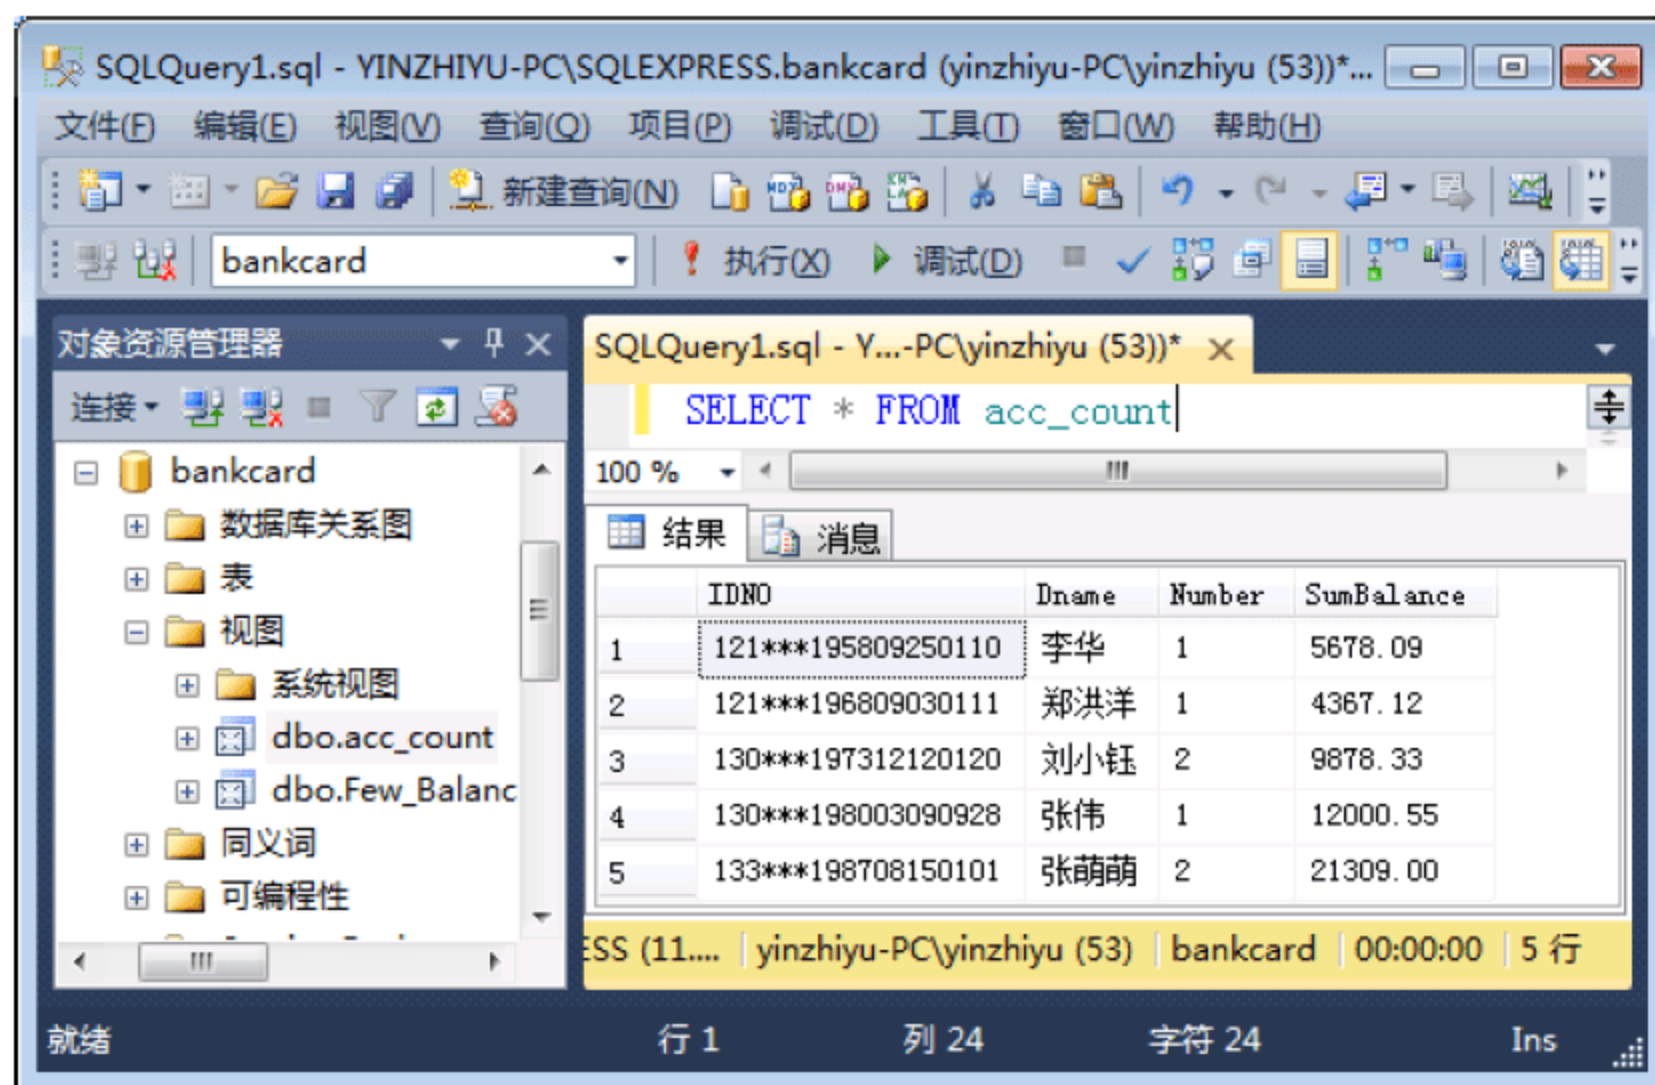 SQLQuery1.sql - YINZHIYU-PC\SQLEXPRESS.bankcard (yinzhiyu-PC\yinzhiyu (53))*...
文件(F) 编辑(E) 视图(V) 查询(Q) 项目(P) 调试(D) 工具(T) 窗口(W) 帮助(H)
新建查询(N)
bankcard 执行(X) 调试(D)
对象资源管理器
连接
bankcard
数据库关系图
表
视图
系统视图
dbo.acc_count
dbo.Few_Balanc
同义词
可编程性
SQLQuery1.sql - Y...-PC\yinzhiyu (53))*
SELECT * FROM acc_count
100 %
结果 消息
IDNO Dname Number SumBalance
1 121***195809250110 李华 1 5678.09
2 121***196809030111 郑洪洋 1 4367.12
3 130***197312120120 刘小钰 2 9878.33
4 130***198003090928 张伟 1 12000.55
5 133***198708150101 张萌萌 2 21309.00
ESS (11.... yinzhiyu-PC\yinzhiyu (53) bankcard 00:00:00 5 行
就绪 行 1 列 24 字符 24 Ins